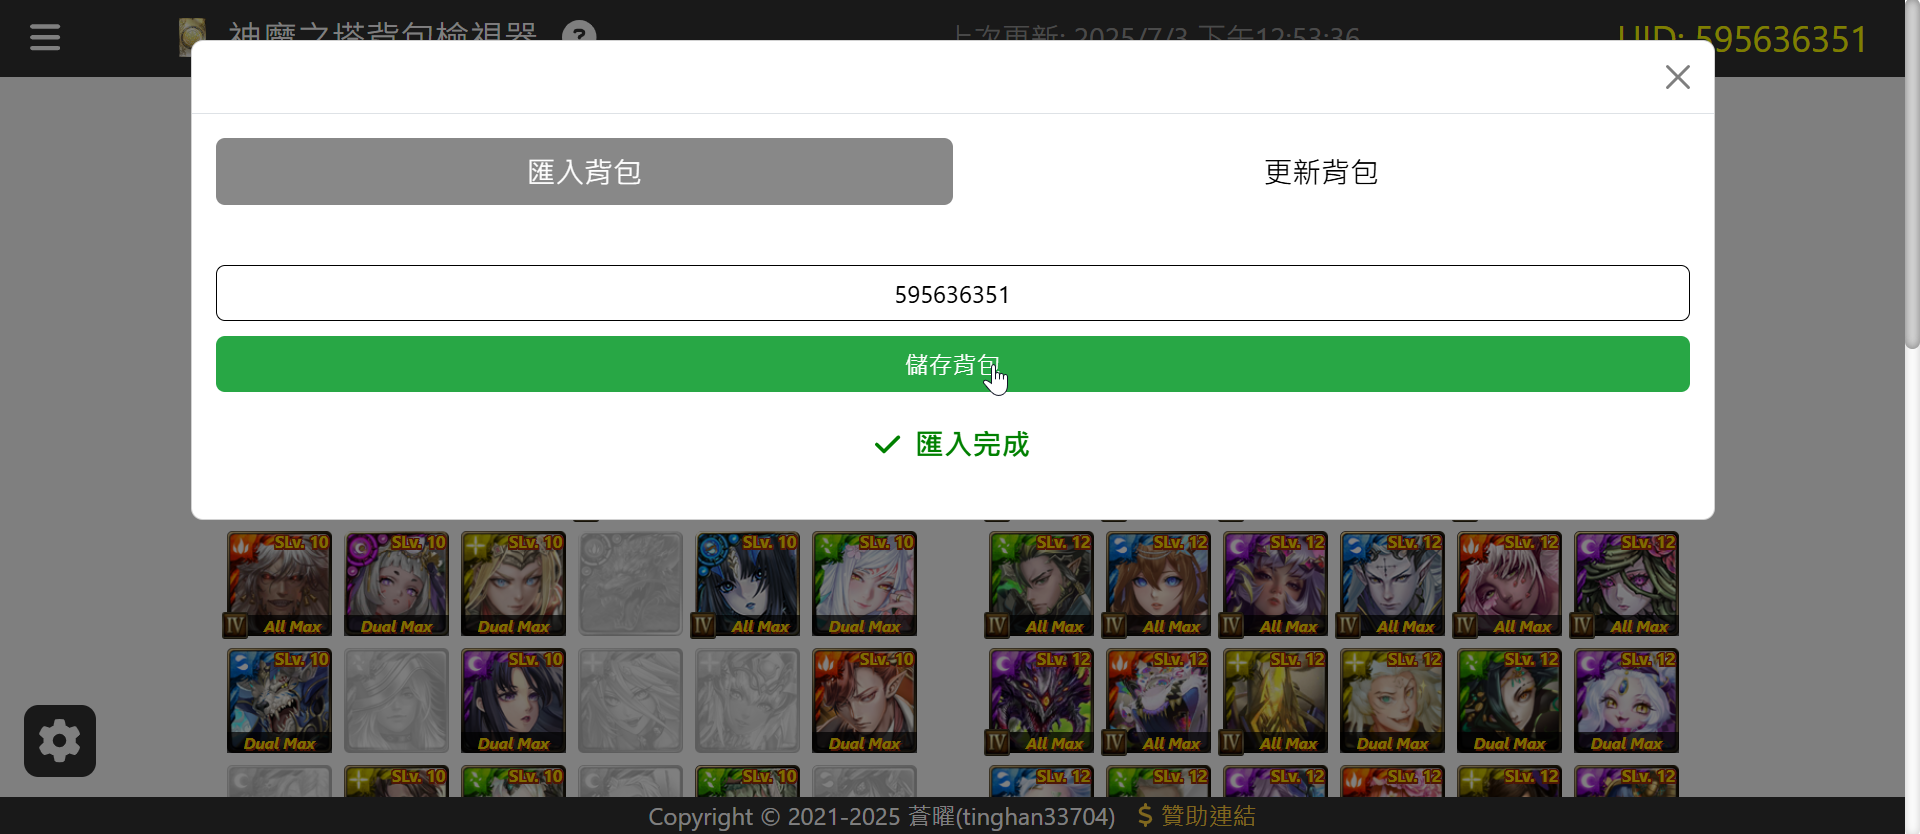 神魔之塔背包檢視器 ?
上次更新: 2025/7/3 下午12:53:36
UID: 595636351
匯入背包
更新背包
595636351
儲存背包
匯入完成
SLv. 10 SLv. 10 SLv. 10 SLv. 10 SLv. 10 SLv. 12 SLv. 12 SLv. 12 SLv. 12 SLv. 12 SLv. 12
IV All Max Dual Max Dual Max IV All Max Dual Max IV All Max IV All Max IV All Max IV All Max IV All Max IV All Max
SLv. 10 SLv. 10 SLv. 10 SLv. 12 SLv. 12 SLv. 12 SLv. 12 SLv. 12 SLv. 12
Dual Max Dual Max Dual Max IV All Max IV All Max IV All Max Dual Max Dual Max Dual Max
SLv. 10 SLv. 10 SLv. 10 SLv. 12 SLv. 12 SLv. 12 SLv. 12 SLv. 12 SLv. 12
Copyright © 2021-2025 蒼曜(tinghan33704) $ 贊助連結